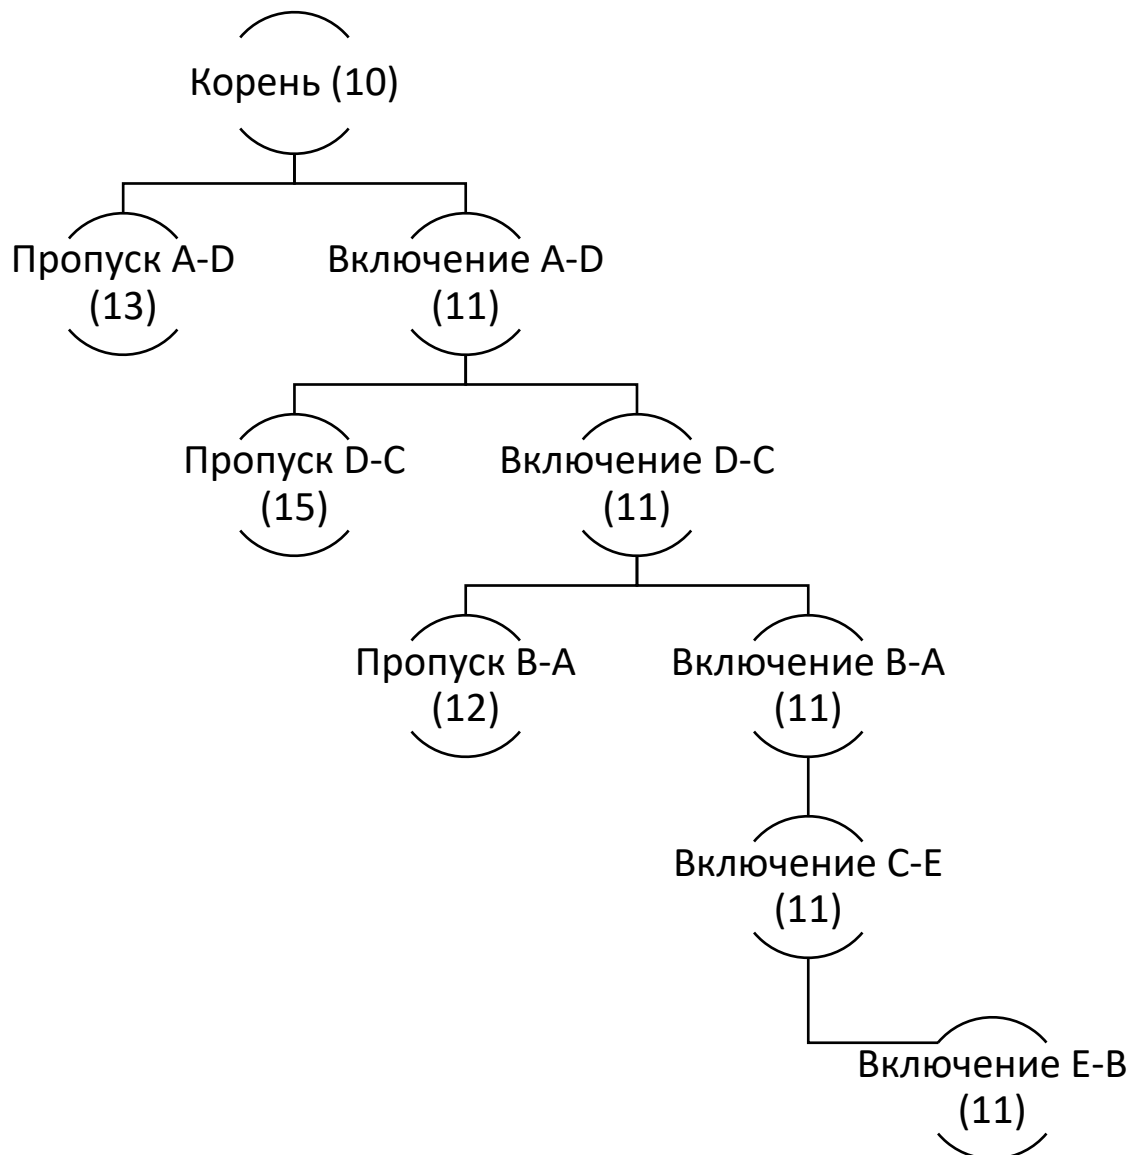 Корень (10)
Пропуск A-D
(13)
Включение A-D
(11)
Пропуск D-C
(15)
Включение D-C
(11)
Пропуск B-A
(12)
Включение B-A
(11)
Включение C-E
(11)
Включение E-B
(11)